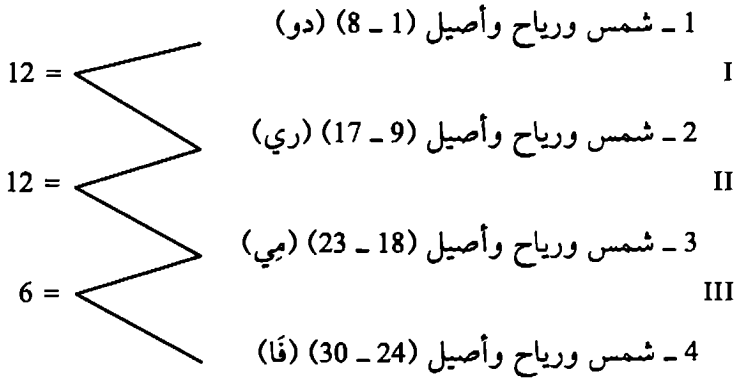 1 ـ شمس ورياح وأصيل (1 ـ 8) (دو)
I
12 =
2 ـ شمس ورياح وأصيل (9 ـ 17) (ري)
II
12 =
3 ـ شمس ورياح وأصيل (18 ـ 23) (مِي)
III
6 =
4 ـ شمس ورياح وأصيل (24 ـ 30) (فَا)